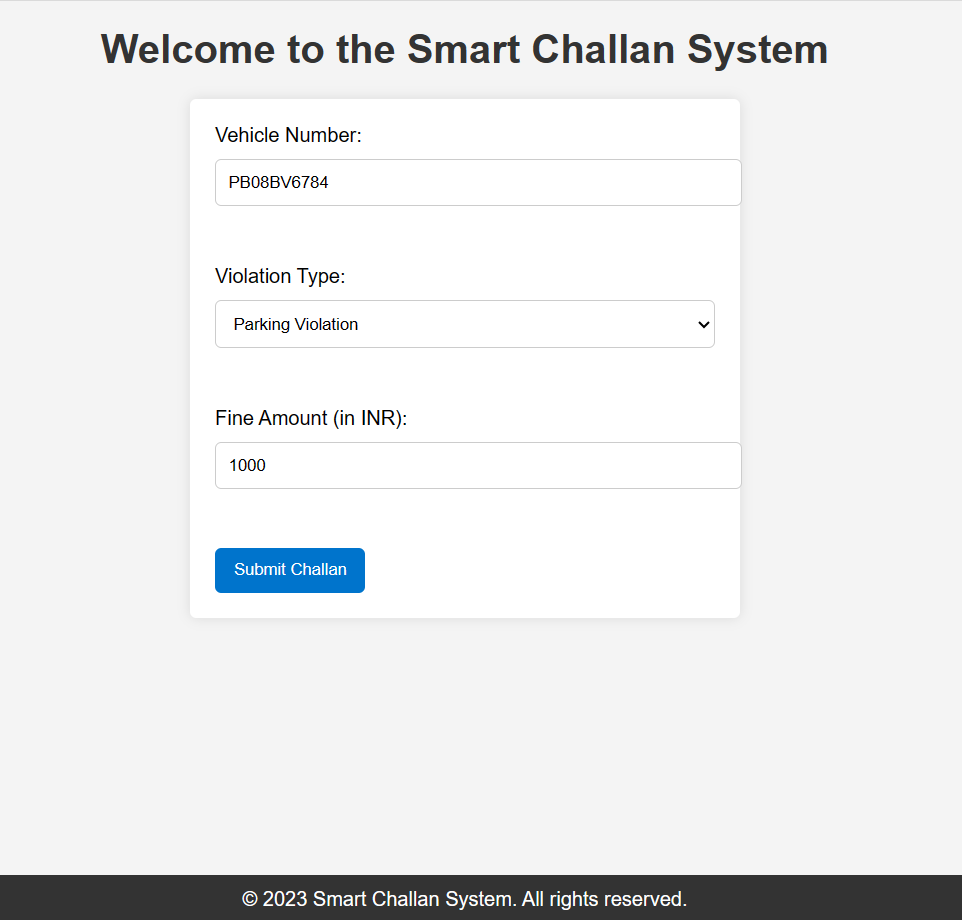 Welcome to the Smart Challan System
Vehicle Number:
PB08BV6784
Violation Type:
Parking Violation
Fine Amount (in INR):
1000
Submit Challan
© 2023 Smart Challan System. All rights reserved.